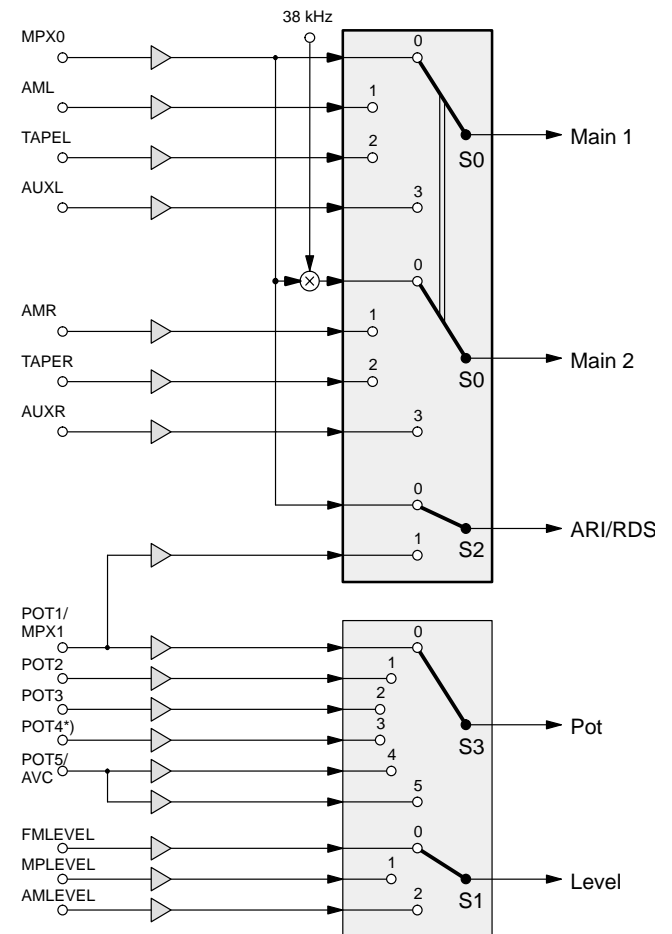 38 kHz
MPX0
0
AML
1
Main 1
TAPEL
2
S0
AUXL
3
0
×
AMR
1
TAPER
2
Main 2
S0
AUXR
3
0
ARI/RDS
S2
1
POT1/
MPX1
0
POT2
1
POT3
2
POT4*)
3
Pot
S3
POT5/
AVC
4
5
FMLEVEL
0
MPLEVEL
1
Level
S1
AMLEVEL
2